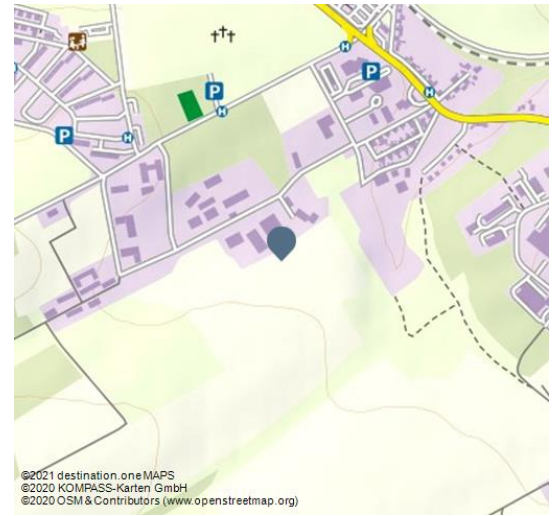 P
H
H
P
H
P
H
H
©2021 destination.one MAPS
©2020 KOMPASS-Karten GmbH
©2020 OSM & Contributors (www.openstreetmap.org)